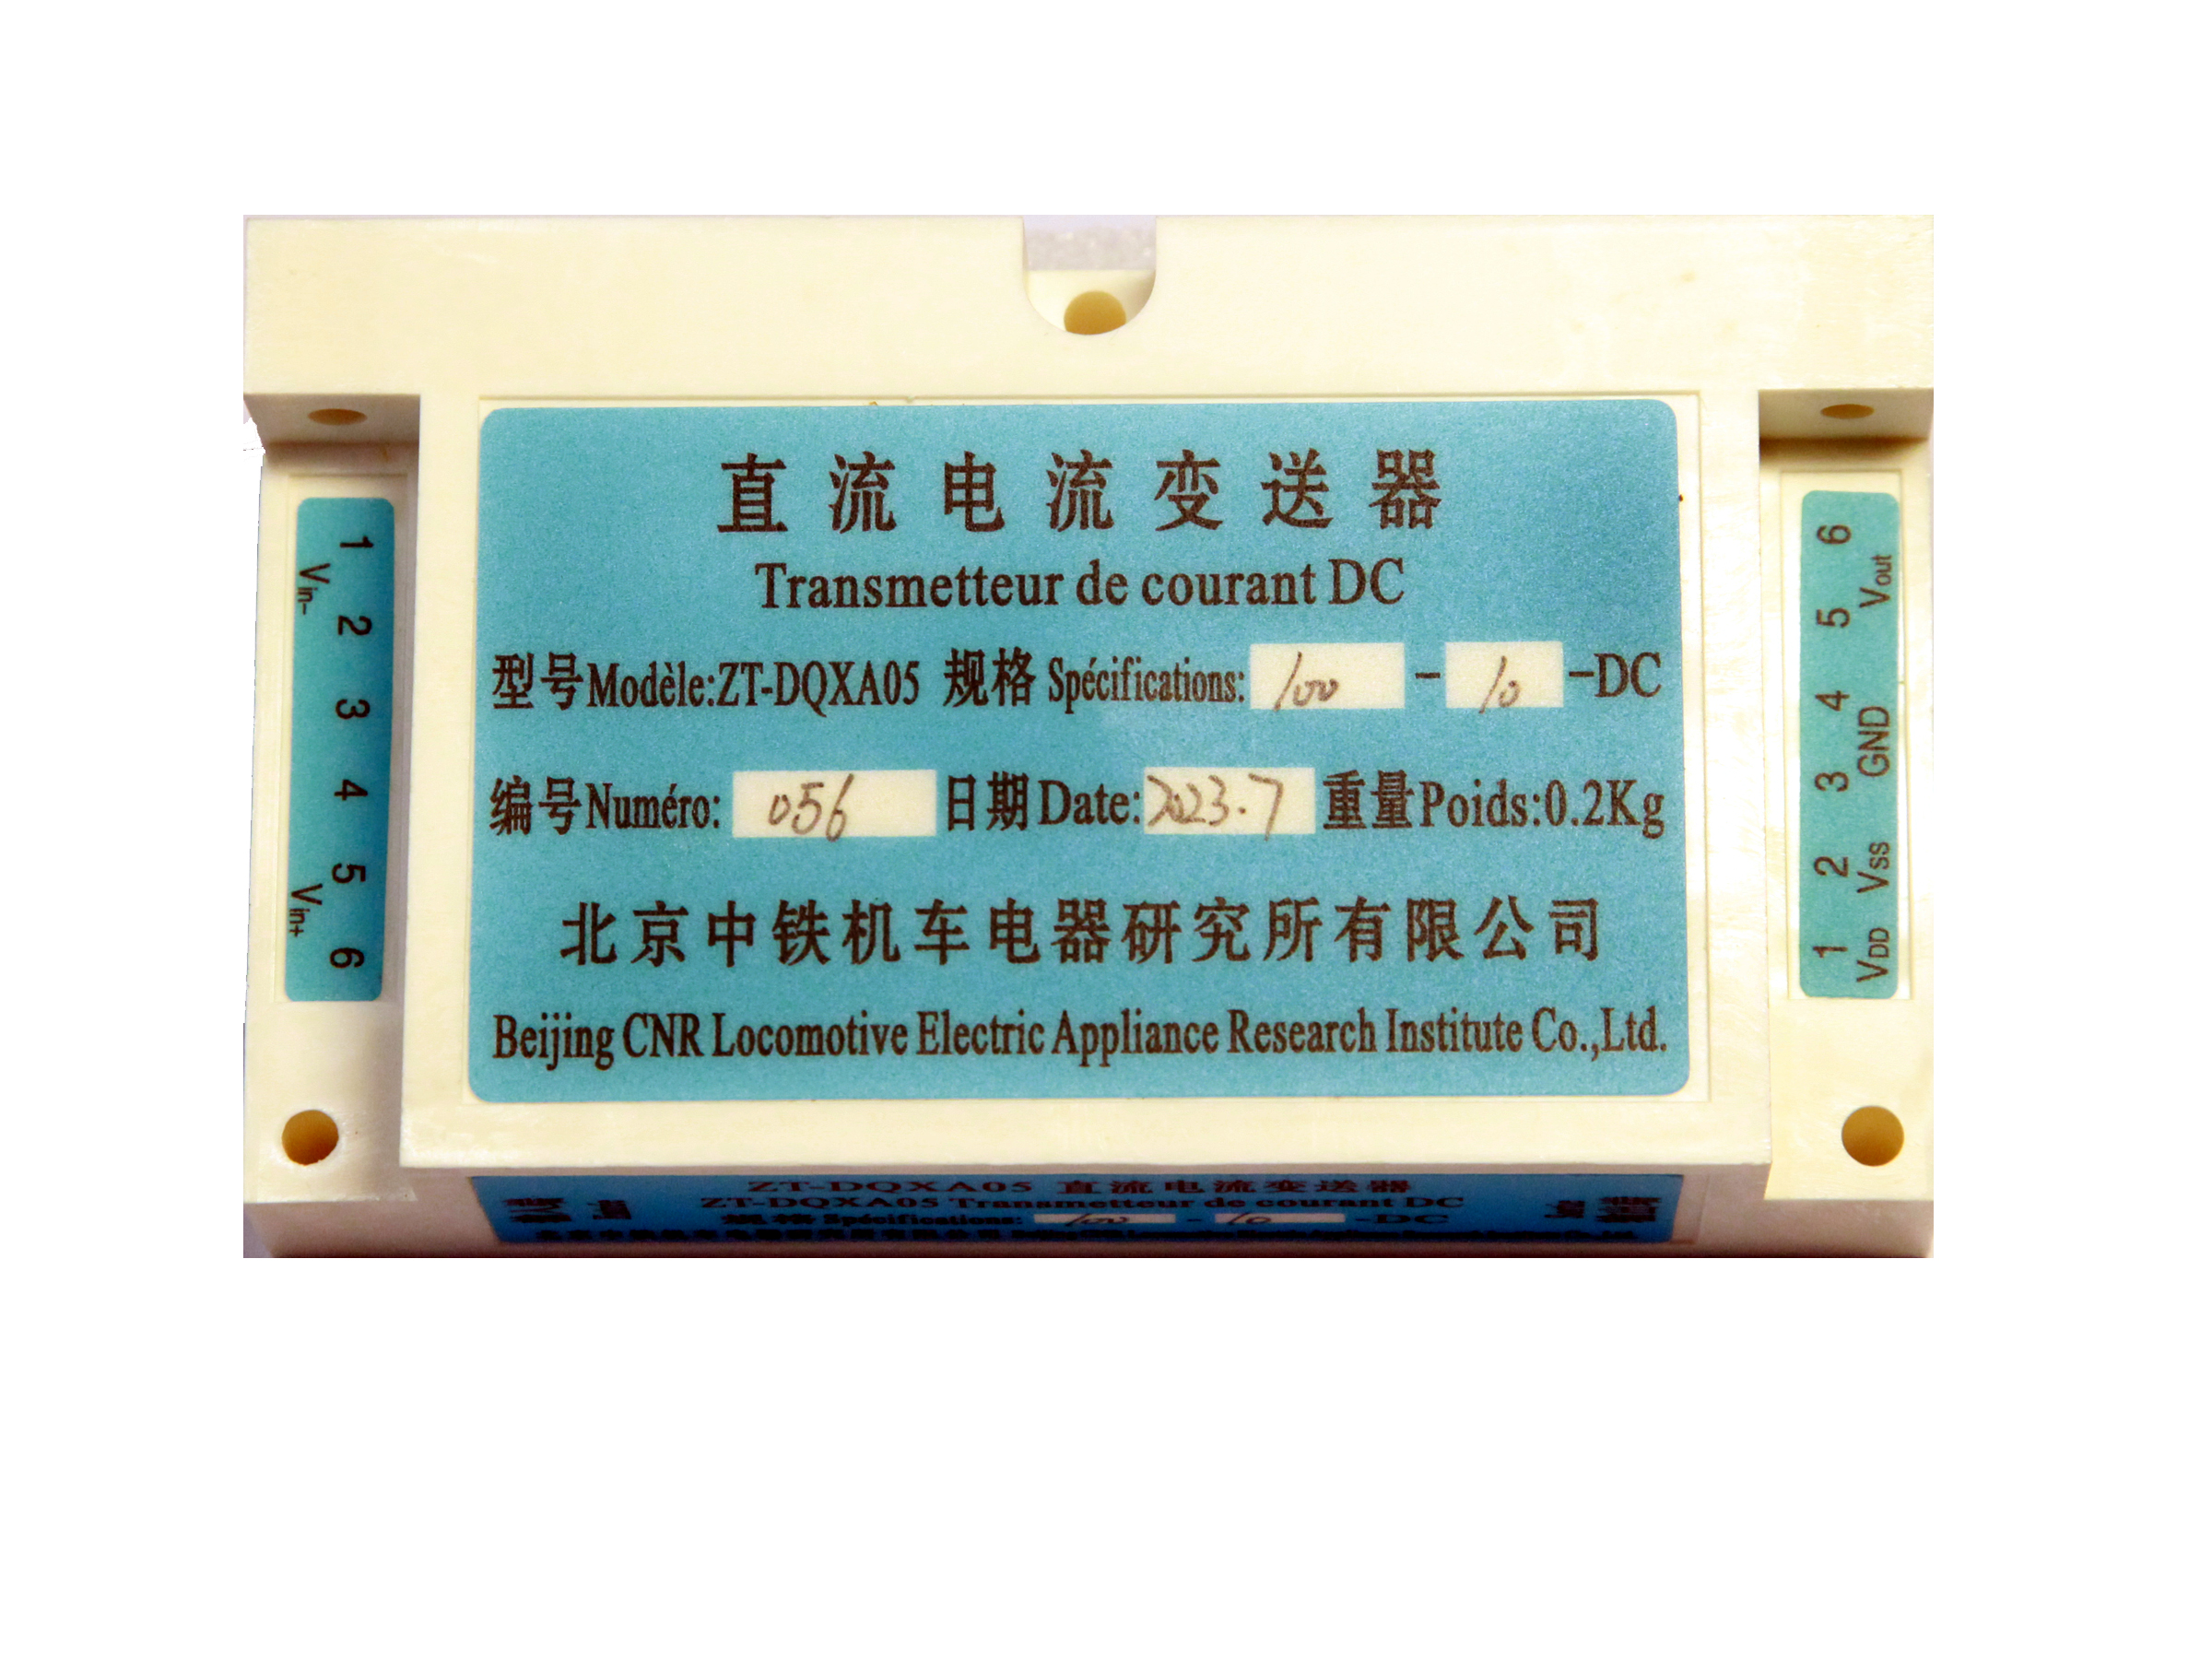 直流电流变送器
Transmetteur de courant DC
型号Modèle:ZT-DQXA05 规格 Spécifications: 100 - 10 -DC
编号Numéro: 056 日期Date: 2023.7 重量Poids:0.2Kg
北京中铁机车电器研究所有限公司
Beijing CNR Locomotive Electric Appliance Research Institute Co.,Ltd.
1 2 3 4 5 6
Vin- Vin+
6 5 4 3 2 1
Vout GND VSS VDD
ZT-DQXA05 直流电流变送器
ZT-DQXA05 Transmetteur de courant DC
规格 Spécifications: 100 - 10 -DC